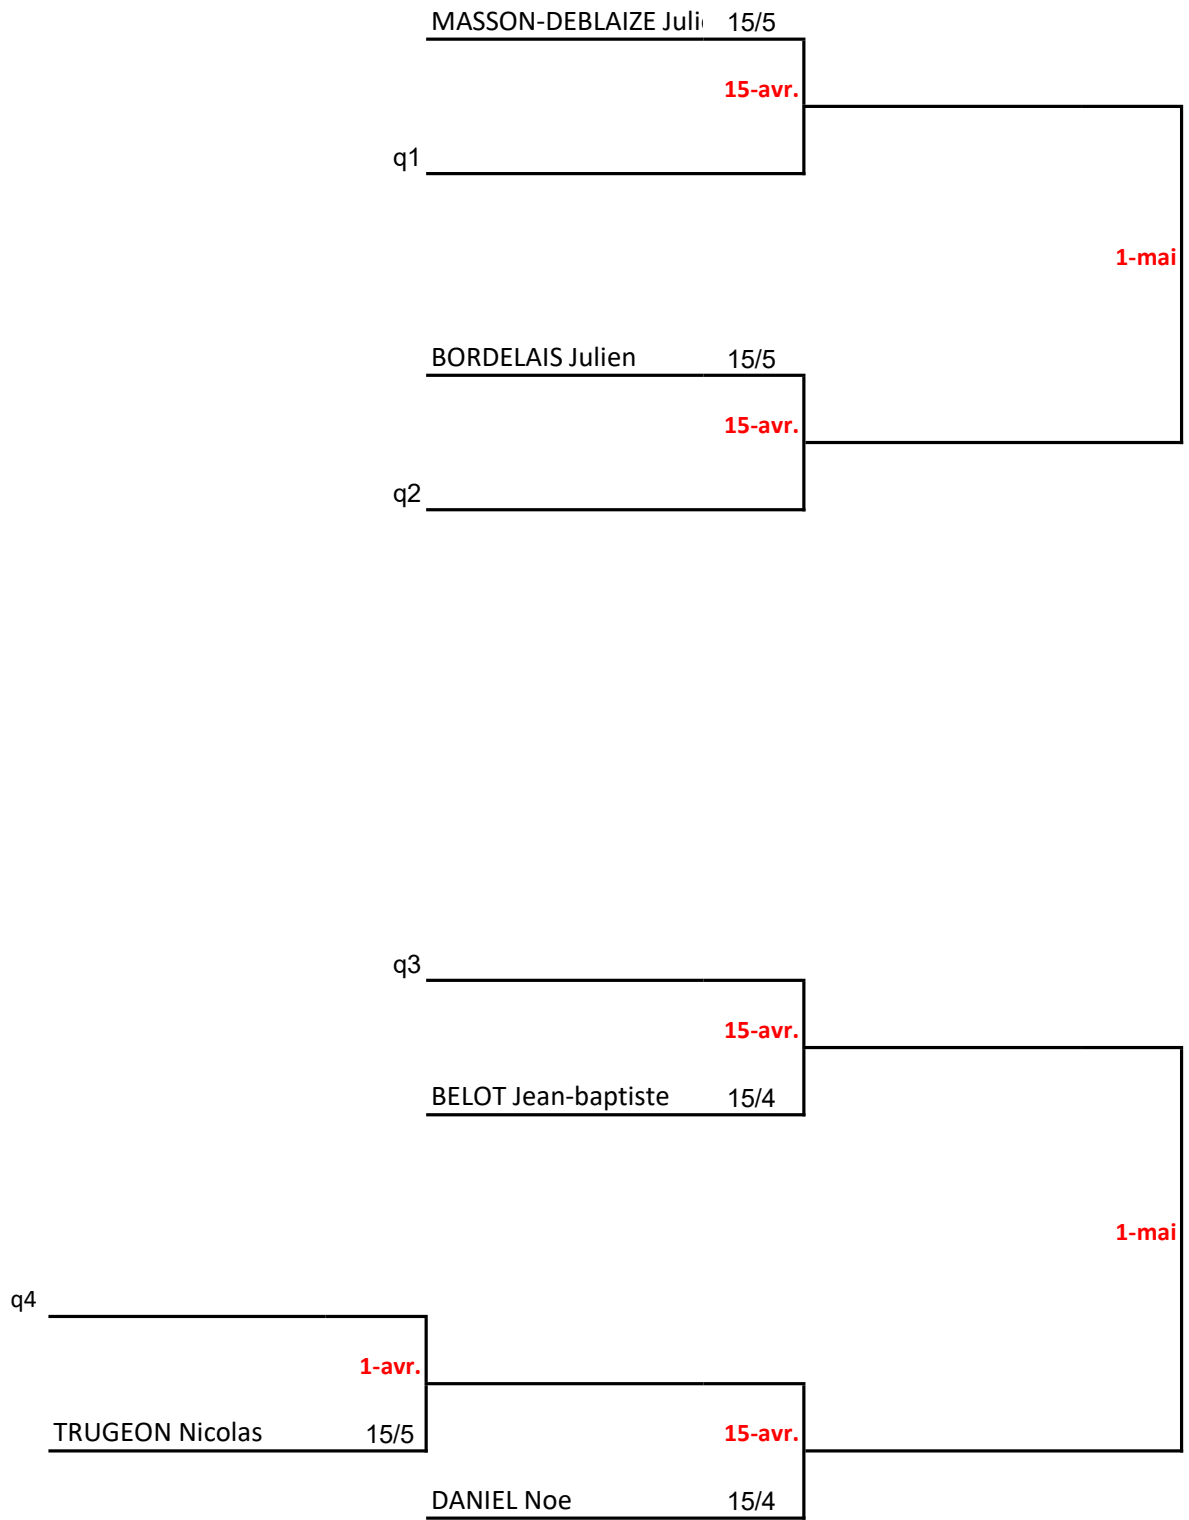 MASSON-DEBLAIZE Juli 15/5
15-avr.
q1
1-mai
BORDELAIS Julien 15/5
15-avr.
q2
q3
15-avr.
BELOT Jean-baptiste 15/4
1-mai
q4
1-avr.
TRUGEON Nicolas 15/5
15-avr.
DANIEL Noe 15/4